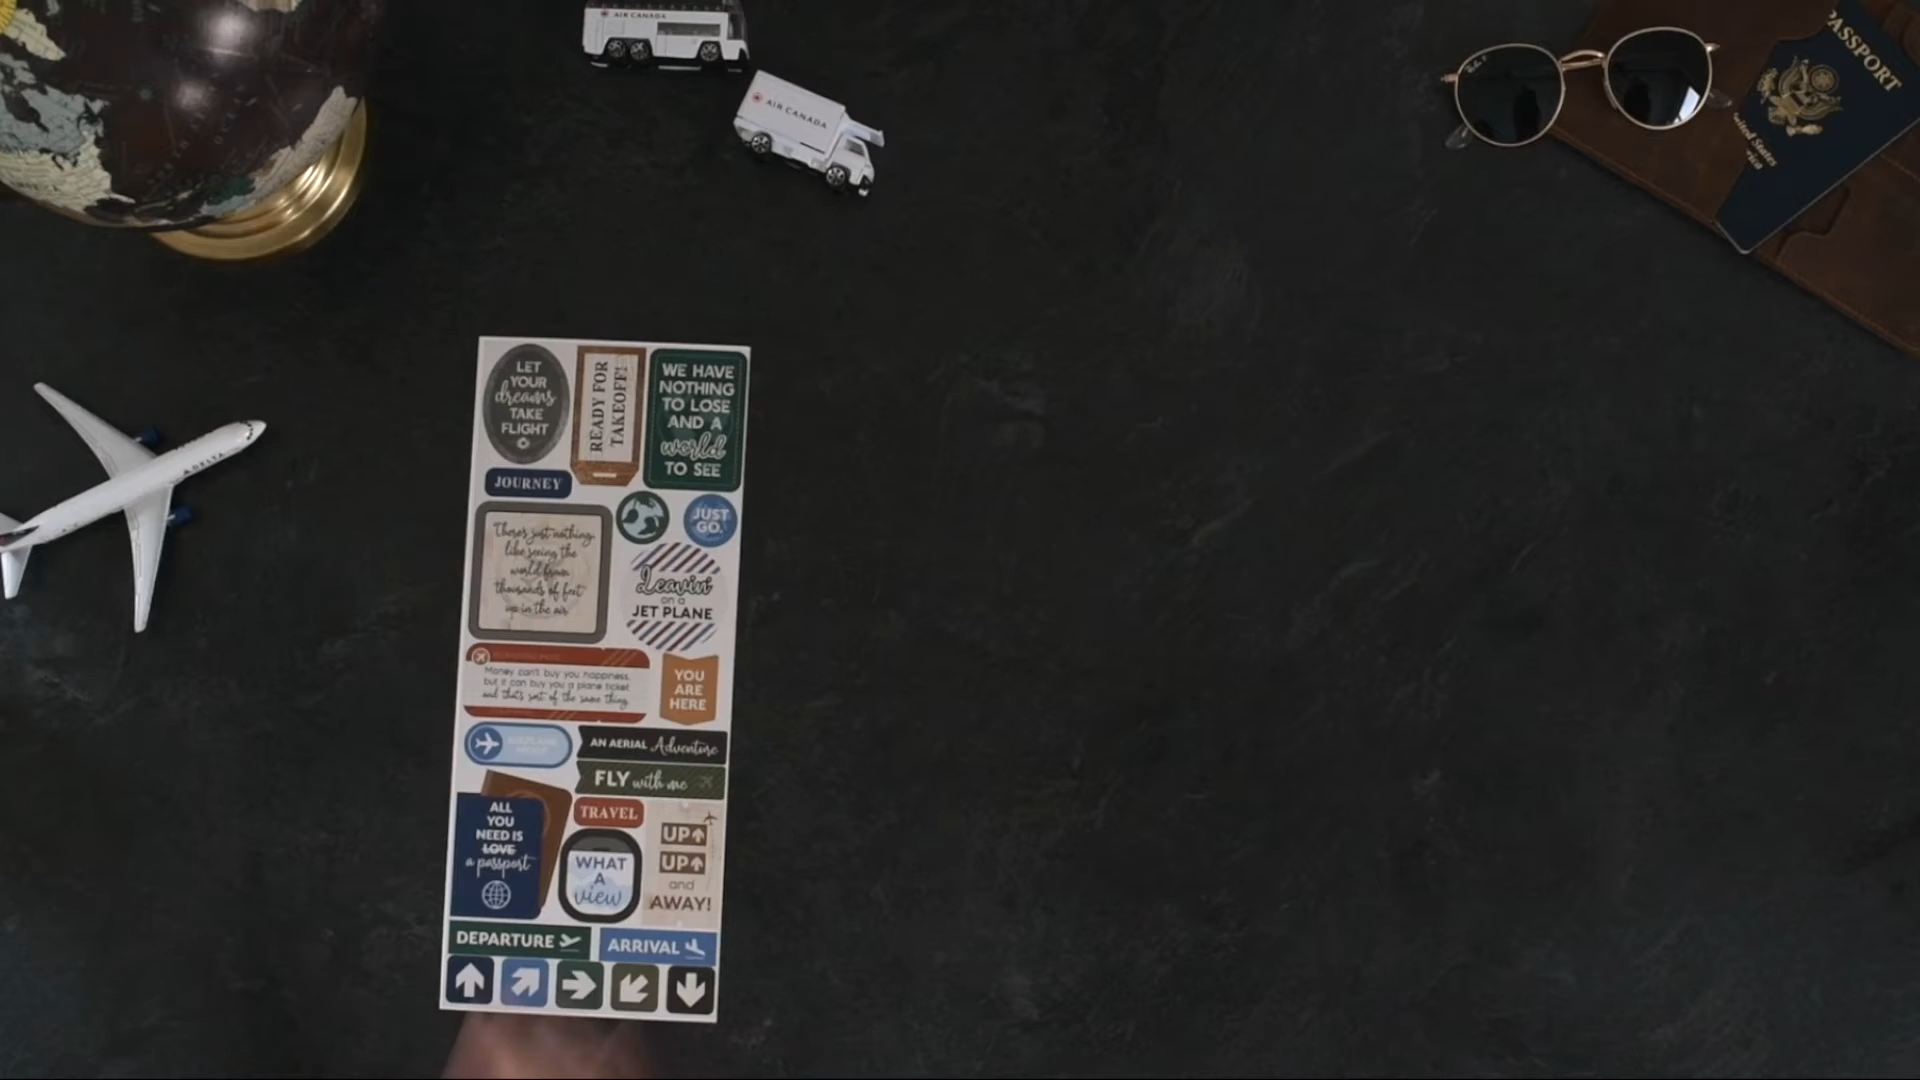 AIR CANADA
AIR CANADA
PASSPORT
United States
DELTA
LET
YOUR
dreams
TAKE
FLIGHT
READY FOR
TAKEOFF!
WE HAVE
NOTHING
TO LOSE
AND A
world
TO SEE
JOURNEY
JUST
GO.
There's just nothing
like seeing the
world from
thousands of feet
up in the air
Leavin'
on a
JET PLANE
Money can't buy you happiness,
but it can buy you a plane ticket
and that's sort of the same thing
YOU
ARE
HERE
AN AERIAL Adventure
FLY with me
ALL
YOU
NEED IS
LOVE
a passport
TRAVEL
WHAT
A
view
UP
UP
and
AWAY!
DEPARTURE
ARRIVAL